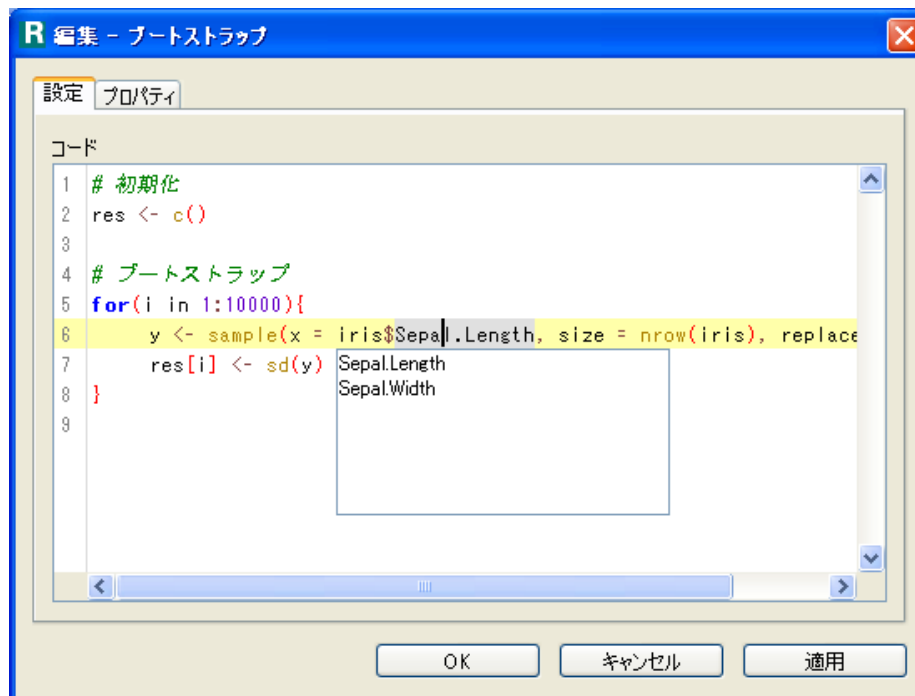 R 編集 - ブートストラップ
設定 プロパティ
コード
1 # 初期化
2 res <- c()
3
4 # ブートストラップ
5 for(i in 1:10000){
6 y <- sample(x = iris$Sepal.Length, size = nrow(iris), replace
7 res[i] <- sd(y)
8 }
9
Sepal.Length
Sepal.Width
OK キャンセル 適用